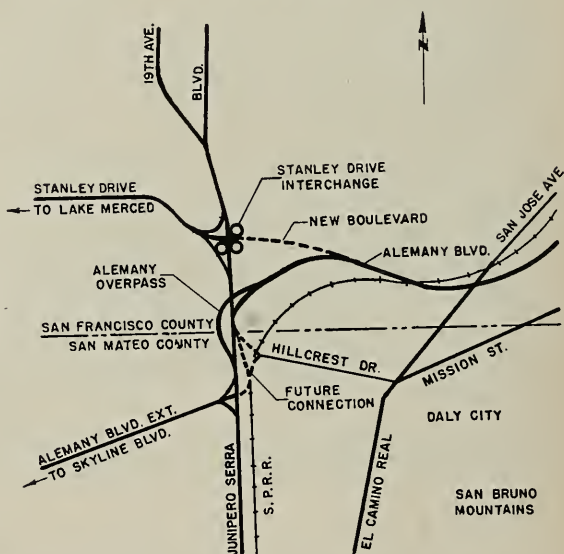 19TH AVE.
BLVD.
N
STANLEY DRIVE
INTERCHANGE
STANLEY DRIVE
TO LAKE MERCED
NEW BOULEVARD
SAN JOSE AVE
ALEMANY BLVD.
ALEMANY
OVERPASS
SAN FRANCISCO COUNTY
SAN MATEO COUNTY
HILLCREST DR.
MISSION ST.
FUTURE
CONNECTION
DALY CITY
ALEMANY BLVD. EXT.
TO SKYLINE BLVD.
JUNIPERO SERRA
S.P.R.R.
EL CAMINO REAL
SAN BRUNO
MOUNTAINS